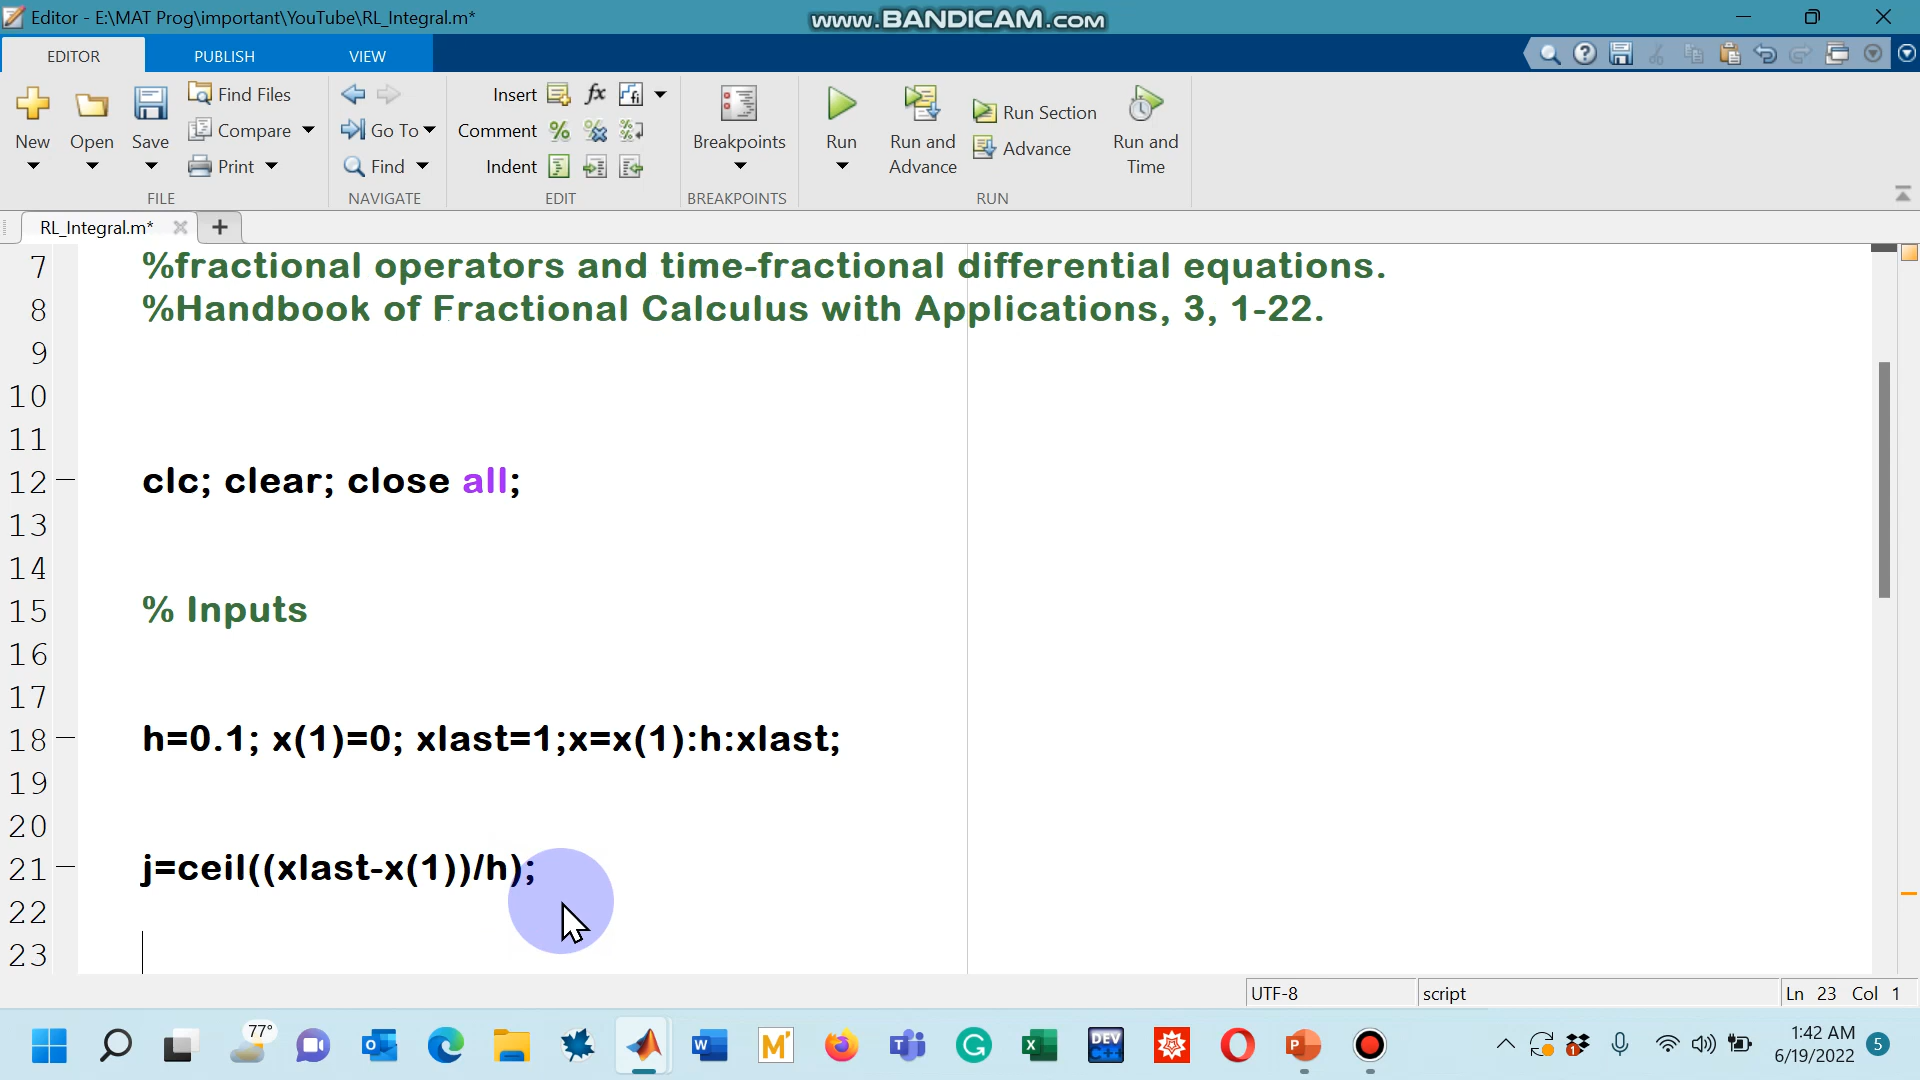 Editor - E:\MAT Prog\important\YouTube\RL_Integral.m*
www.BANDICAM.com
EDITOR PUBLISH VIEW
New
Open
Save
Find Files
Compare
Print
FILE
Go To
Find
NAVIGATE
Insert
Comment
Indent
EDIT
Breakpoints
BREAKPOINTS
Run
Run and Advance
Run Section
Advance
Run and Time
RUN
RL_Integral.m*
7 %fractional operators and time-fractional differential equations.
8 %Handbook of Fractional Calculus with Applications, 3, 1-22.
9
10
11
12 clc; clear; close all;
13
14
15 % Inputs
16
17
18 h=0.1; x(1)=0; xlast=1;x=x(1):h:xlast;
19
20
21 j=ceil((xlast-x(1))/h);
22
23
UTF-8 script Ln 23 Col 1
77°
DEV C++
1:42 AM
6/19/2022
5